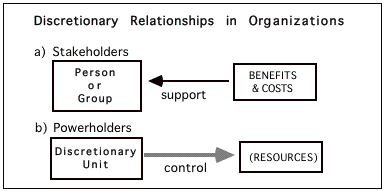 Discretionary Relationships in Organizations
a) Stakeholders
Person
or
Group
support
BENEFITS
& COSTS
b) Powerholders
Discretionary
Unit
control
(RESOURCES)